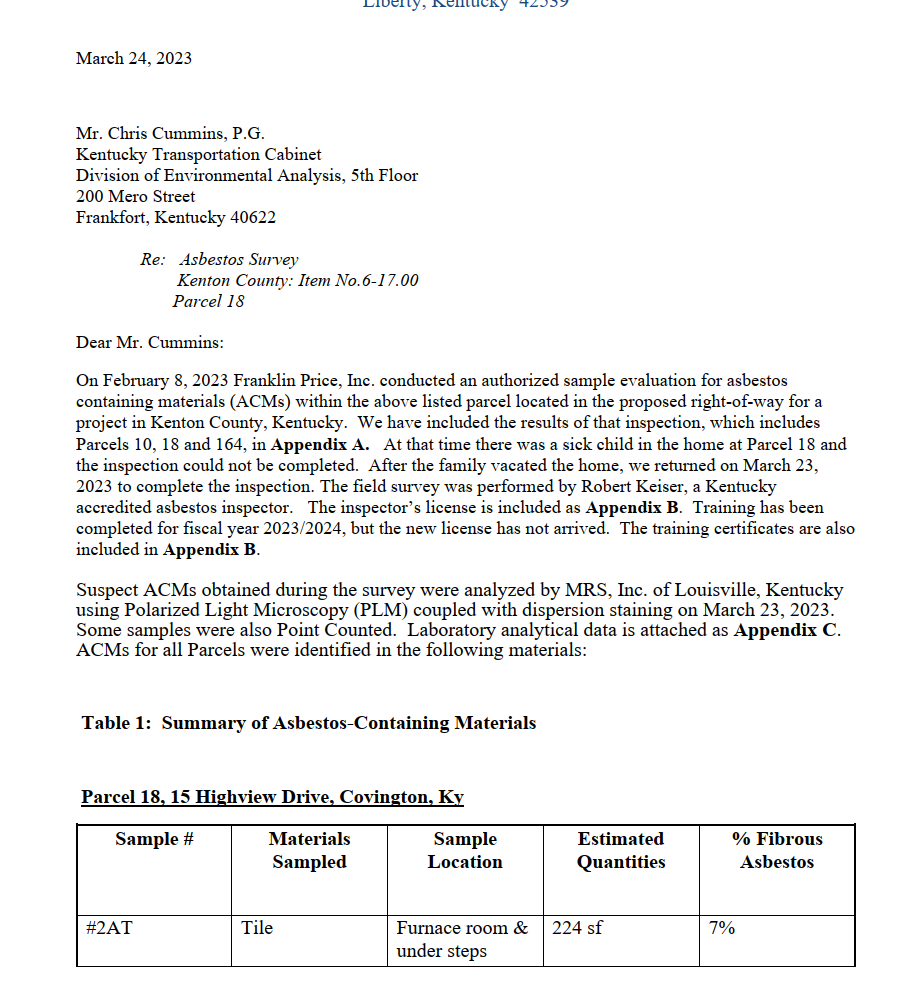 Liberty, Kentucky 42539
March 24, 2023
Mr. Chris Cummins, P.G.
Kentucky Transportation Cabinet
Division of Environmental Analysis, 5th Floor
200 Mero Street
Frankfort, Kentucky 40622
Re: Asbestos Survey
Kenton County: Item No.6-17.00
Parcel 18
Dear Mr. Cummins:
On February 8, 2023 Franklin Price, Inc. conducted an authorized sample evaluation for asbestos
containing materials (ACMs) within the above listed parcel located in the proposed right-of-way for a
project in Kenton County, Kentucky. We have included the results of that inspection, which includes
Parcels 10, 18 and 164, in Appendix A. At that time there was a sick child in the home at Parcel 18 and
the inspection could not be completed. After the family vacated the home, we returned on March 23,
2023 to complete the inspection. The field survey was performed by Robert Keiser, a Kentucky
accredited asbestos inspector. The inspector's license is included as Appendix B. Training has been
completed for fiscal year 2023/2024, but the new license has not arrived. The training certificates are also
included in Appendix B.
Suspect ACMs obtained during the survey were analyzed by MRS, Inc. of Louisville, Kentucky
using Polarized Light Microscopy (PLM) coupled with dispersion staining on March 23, 2023.
Some samples were also Point Counted. Laboratory analytical data is attached as Appendix C.
ACMs for all Parcels were identified in the following materials:
Table 1: Summary of Asbestos-Containing Materials
Parcel 18, 15 Highview Drive, Covington, Ky
Sample # Materials Sample Estimated % Fibrous
Sampled Location Quantities Asbestos
#2AT Tile Furnace room & 224 sf 7%
under steps